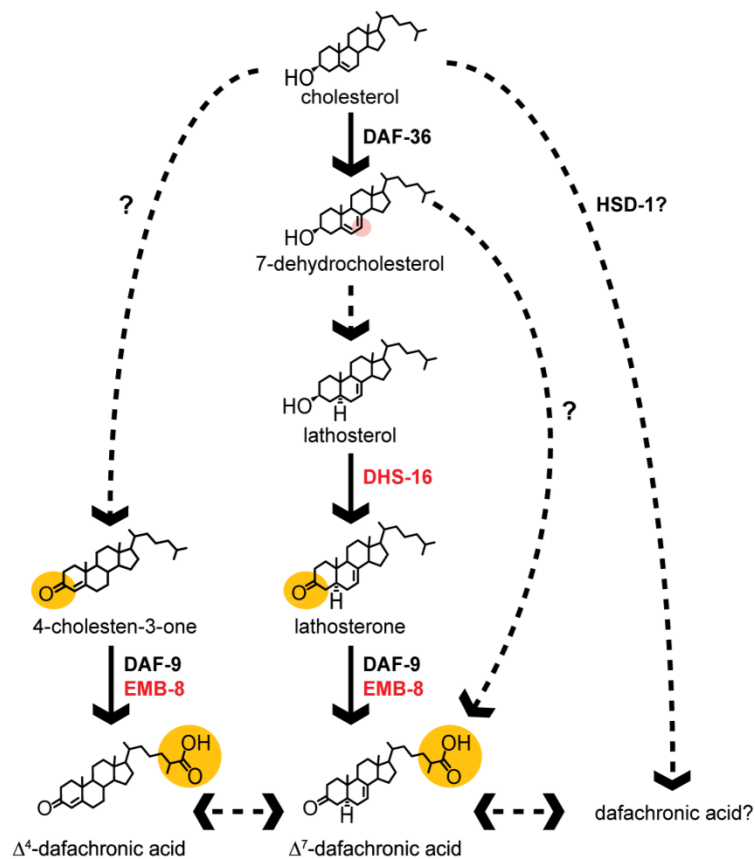 HO
cholesterol
DAF-36
?
HSD-1?
HO
7-dehydrocholesterol
H
HO
lathosterol
?
DHS-16
O
4-cholesten-3-one
O
H
lathosterone
DAF-9
EMB-8
DAF-9
EMB-8
OH
O
O
Δ⁴-dafachronic acid
OH
O
O
H
Δ⁷-dafachronic acid
dafachronic acid?